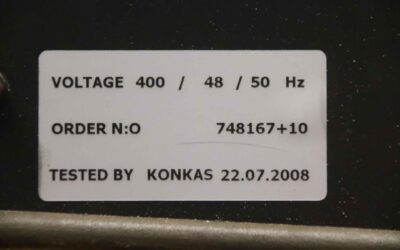 VOLTAGE 400 / 48 / 50 Hz
ORDER N:O 748167+10
TESTED BY KONKAS 22.07.2008